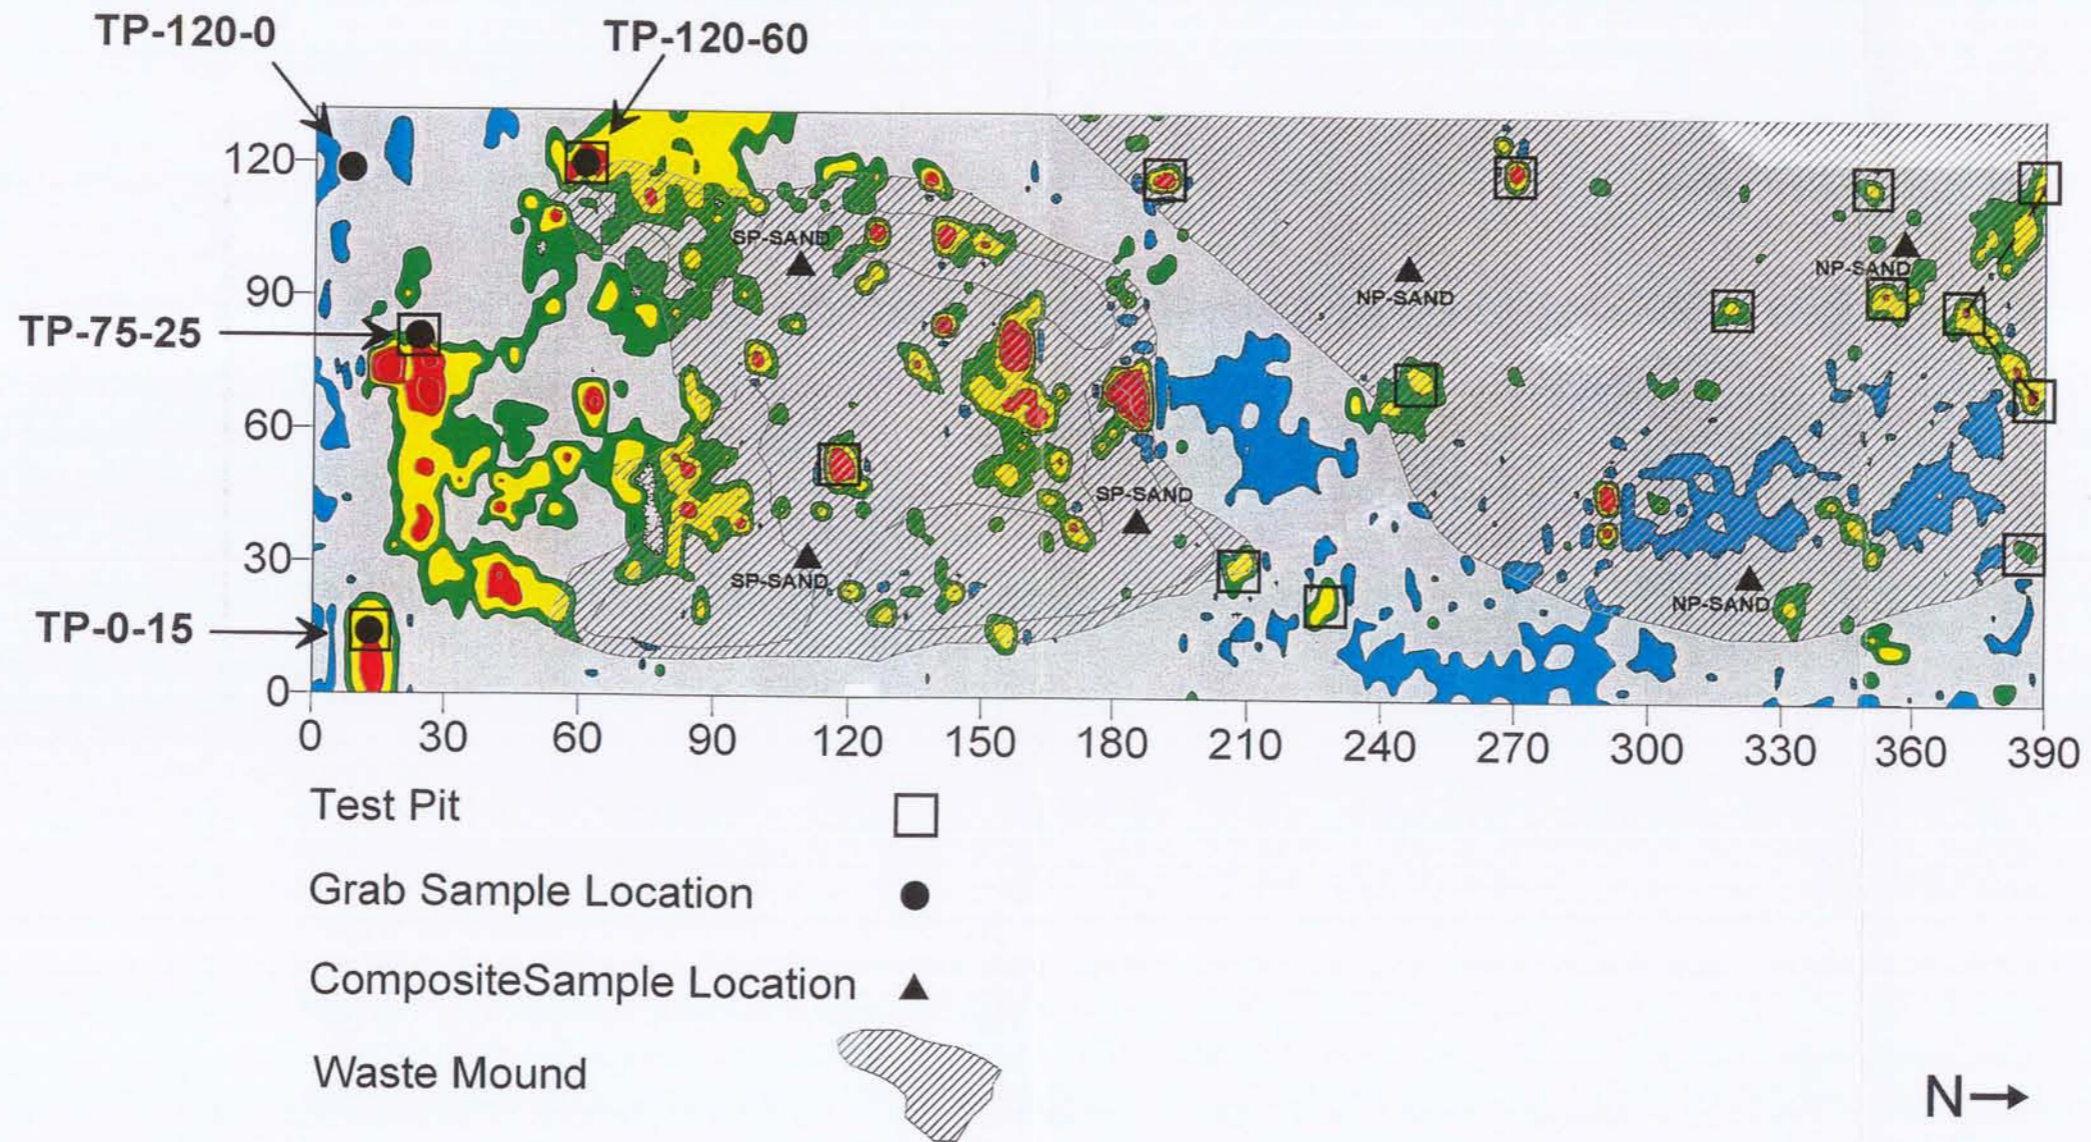 TP-120-0
TP-120-60
120
SP-SAND
90
NP-SAND
NP-SAND
TP-75-25
60
SP-SAND
30
SP-SAND
NP-SAND
TP-0-15
0
0 30 60 90 120 150 180 210 240 270 300 330 360 390
Test Pit
Grab Sample Location
CompositeSample Location
Waste Mound
N